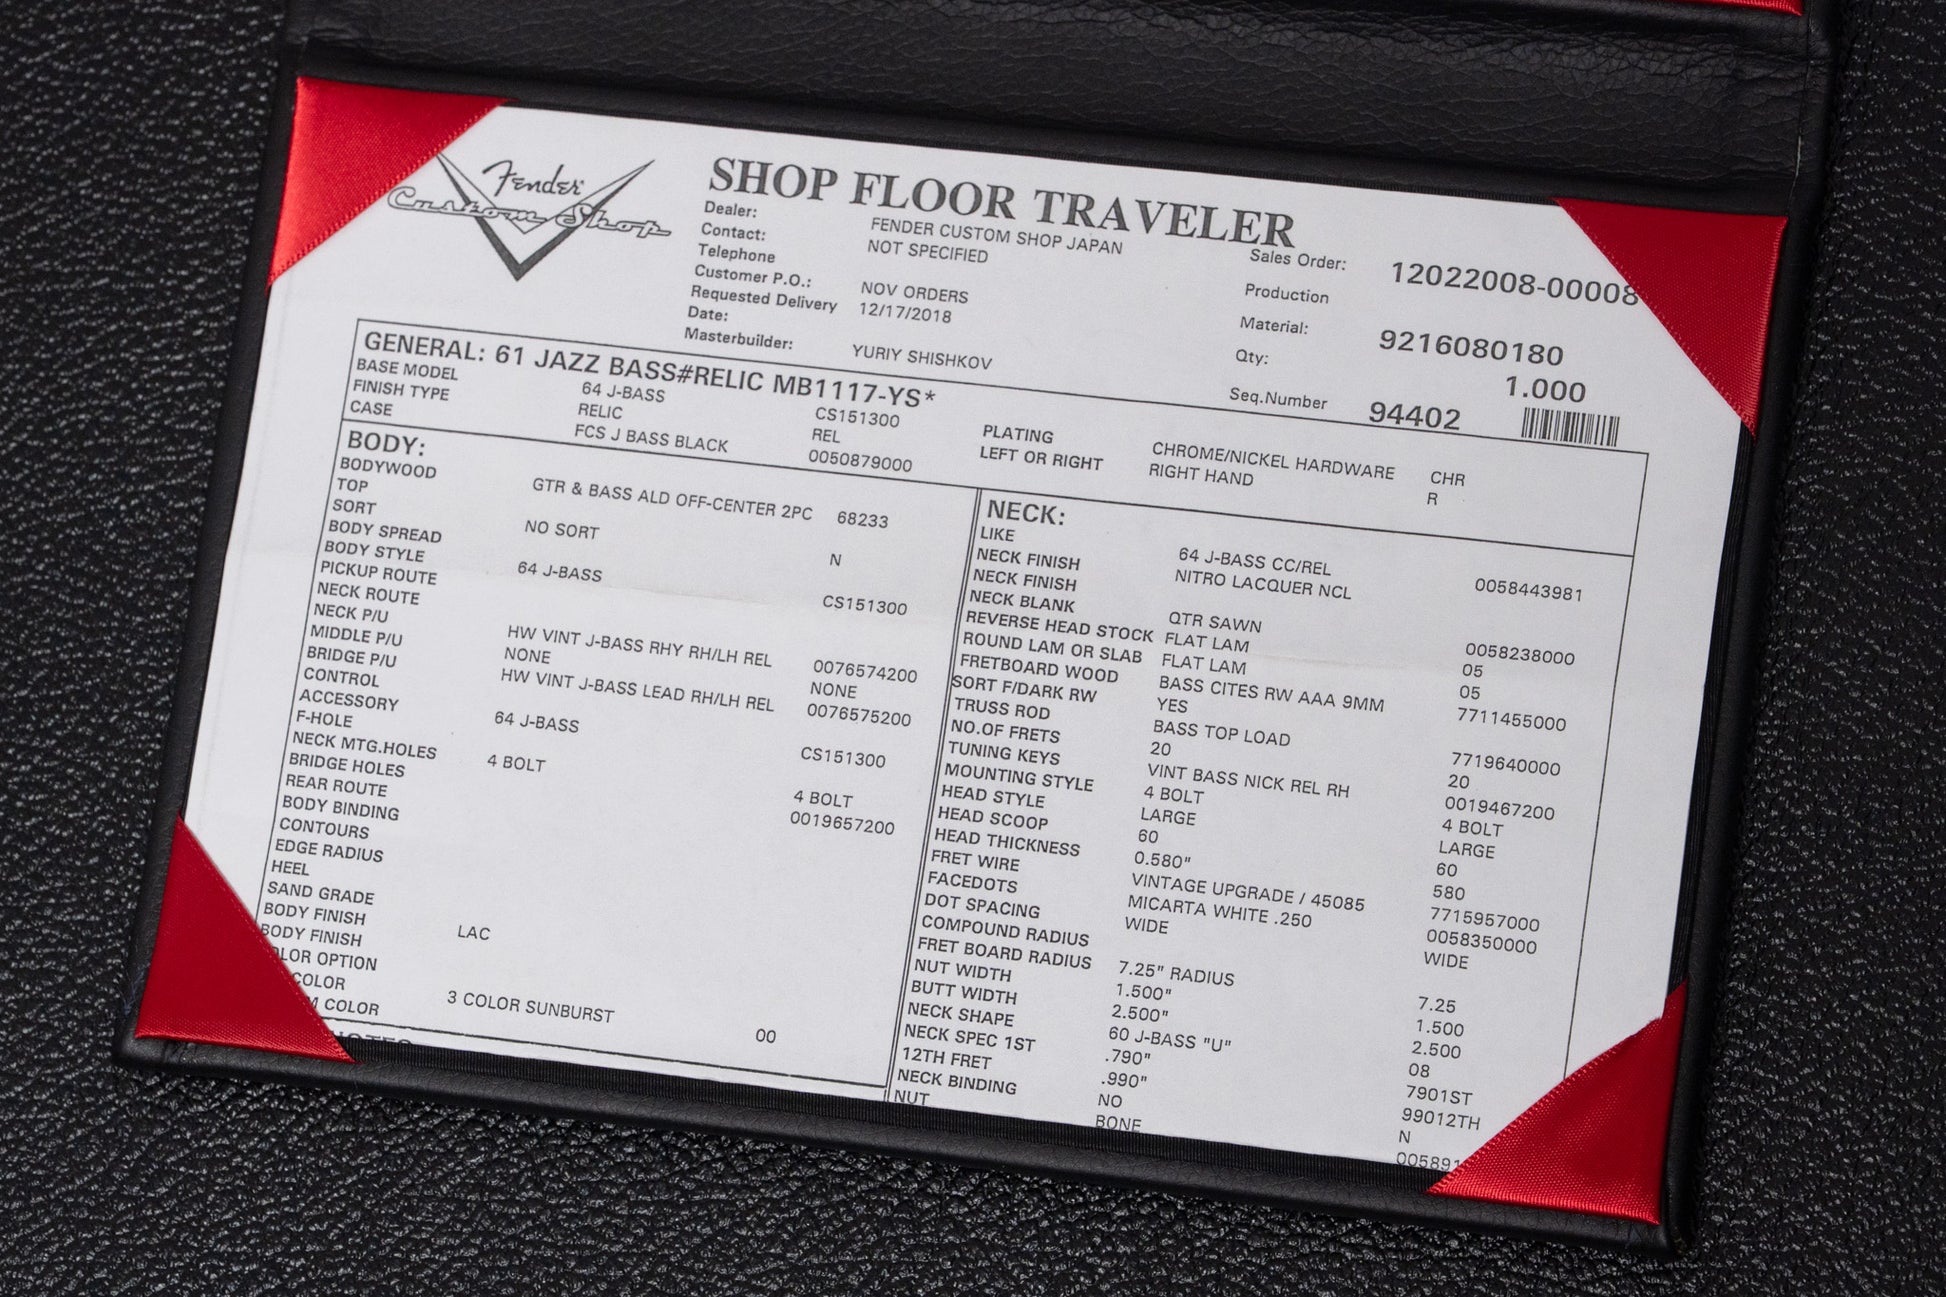 Fender
Custom Shop
SHOP FLOOR TRAVELER
Dealer: FENDER CUSTOM SHOP JAPAN
Contact: NOT SPECIFIED
Telephone
Customer P.O.: NOV ORDERS
Requested Delivery 12/17/2018
Date:
Masterbuilder: YURIY SHISHKOV
Sales Order: 12022008-00008
Production
Material: 9216080180
Qty: 1.000
Seq.Number 94402
GENERAL: 61 JAZZ BASS#RELIC MB1117-YS*
BASE MODEL 64 J-BASS CS151300
FINISH TYPE RELIC REL
CASE FCS J BASS BLACK 0050879000
PLATING CHROME/NICKEL HARDWARE CHR
LEFT OR RIGHT RIGHT HAND R
BODY:
BODYWOOD GTR & BASS ALD OFF-CENTER 2PC 68233
TOP
SORT NO SORT N
BODY SPREAD
BODY STYLE 64 J-BASS CS151300
PICKUP ROUTE
NECK ROUTE
NECK P/U HW VINT J-BASS RHY RH/LH REL 0076574200
MIDDLE P/U NONE NONE
BRIDGE P/U HW VINT J-BASS LEAD RH/LH REL 0076575200
CONTROL
ACCESSORY 64 J-BASS CS151300
F-HOLE
NECK MTG.HOLES 4 BOLT 4 BOLT
BRIDGE HOLES 0019657200
REAR ROUTE
BODY BINDING
CONTOURS
EDGE RADIUS
HEEL
SAND GRADE
BODY FINISH LAC
BODY FINISH
LOR OPTION
COLOR 3 COLOR SUNBURST 00
M COLOR
NOTES
NECK:
LIKE 64 J-BASS CC/REL 0058443981
NECK FINISH NITRO LACQUER NCL
NECK FINISH
NECK BLANK QTR SAWN 0058238000
REVERSE HEAD STOCK FLAT LAM 05
ROUND LAM OR SLAB FLAT LAM 05
FRETBOARD WOOD BASS CITES RW AAA 9MM 7711455000
SORT F/DARK RW YES
TRUSS ROD BASS TOP LOAD 7719640000
NO.OF FRETS 20 20
TUNING KEYS VINT BASS NICK REL RH 0019467200
MOUNTING STYLE 4 BOLT 4 BOLT
HEAD STYLE LARGE LARGE
HEAD SCOOP 60 60
HEAD THICKNESS 0.580" 580
FRET WIRE VINTAGE UPGRADE / 45085 7715957000
FACEDOTS MICARTA WHITE .250 0058350000
DOT SPACING WIDE WIDE
COMPOUND RADIUS
FRET BOARD RADIUS 7.25" RADIUS 7.25
NUT WIDTH 1.500" 1.500
BUTT WIDTH 2.500" 2.500
NECK SHAPE 60 J-BASS "U" 08
NECK SPEC 1ST .790" 7901ST
12TH FRET .990" 99012TH
NECK BINDING NO N
NUT BONE 005891